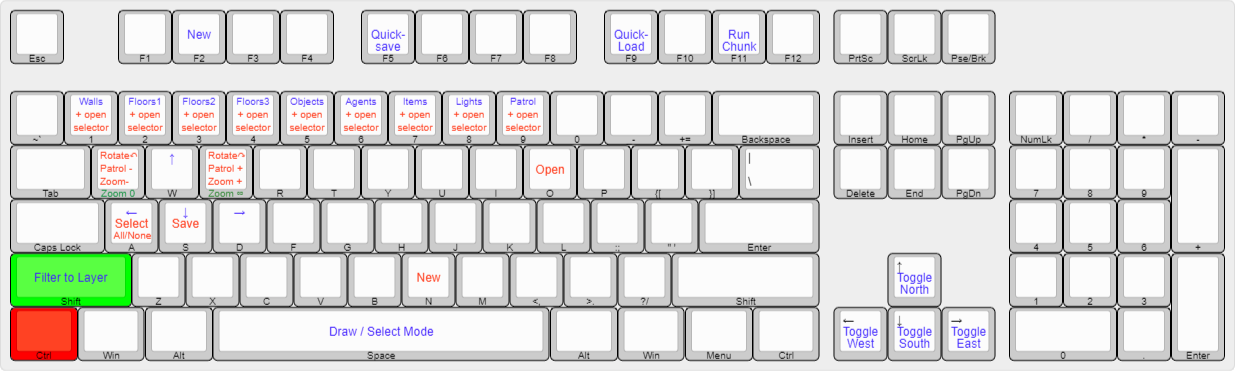 Esc
F1
New
F2
F3
F4
Quick-
save
F5
F6
F7
F8
Quick-
Load
F9
F10
Run
Chunk
F11
F12
PrtSc
ScrLk
Pse/Brk
~`
Walls
+ open
selector
1
Floors1
+ open
selector
2
Floors2
+ open
selector
3
Floors3
+ open
selector
4
Objects
+ open
selector
5
Agents
+ open
selector
6
Items
+ open
selector
7
Lights
+ open
selector
8
Patrol
+ open
selector
9
0
-
+=
Backspace
Insert
Home
PgUp
NumLk
/
*
-
Tab
Rotate↶
Patrol -
Zoom-
Zoom 0
↑
W
Rotate↷
Patrol +
Zoom +
Zoom =
R
T
Y
U
I
Open
O
P
{[
}]
|
\
Delete
End
PgDn
7
8
9
+
Caps Lock
←
Select
All/None
A
↓
Save
S
→
D
F
G
H
J
K
L
:;
"'
Enter
4
5
6
Filter to Layer
Shift
Z
X
C
V
B
New
N
M
<,
>.
?/
Shift
↑
Toggle
North
1
2
3
Enter
Ctrl
Win
Alt
Draw / Select Mode
Space
Alt
Win
Menu
Ctrl
←
Toggle
West
↓
Toggle
South
→
Toggle
East
0
.